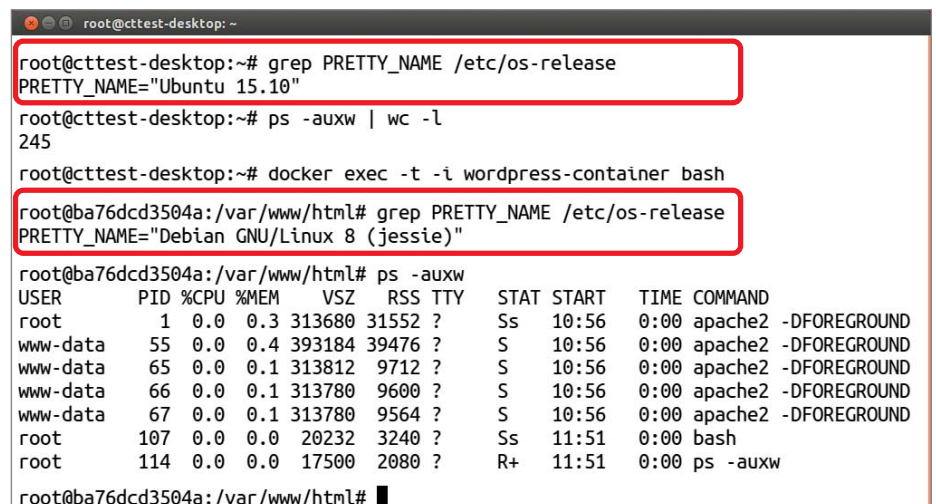 root@cttest-desktop: ~
root@cttest-desktop:~# grep PRETTY_NAME /etc/os-release
PRETTY_NAME="Ubuntu 15.10"
root@cttest-desktop:~# ps -auxw | wc -l
245
root@cttest-desktop:~# docker exec -t -i wordpress-container bash
root@ba76dcd3504a:/var/www/html# grep PRETTY_NAME /etc/os-release
PRETTY_NAME="Debian GNU/Linux 8 (jessie)"
root@ba76dcd3504a:/var/www/html# ps -auxw
USER PID %CPU %MEM VSZ RSS TTY STAT START TIME COMMAND
root 1 0.0 0.3 313680 31552 ? Ss 10:56 0:00 apache2 -DFOREGROUND
www-data 55 0.0 0.4 393184 39476 ? S 10:56 0:00 apache2 -DFOREGROUND
www-data 65 0.0 0.1 313812 9712 ? S 10:56 0:00 apache2 -DFOREGROUND
www-data 66 0.0 0.1 313780 9600 ? S 10:56 0:00 apache2 -DFOREGROUND
www-data 67 0.0 0.1 313780 9564 ? S 10:56 0:00 apache2 -DFOREGROUND
root 107 0.0 0.0 20232 3240 ? Ss 11:51 0:00 bash
root 114 0.0 0.0 17500 2080 ? R+ 11:51 0:00 ps -auxw
root@ba76dcd3504a:/var/www/html#